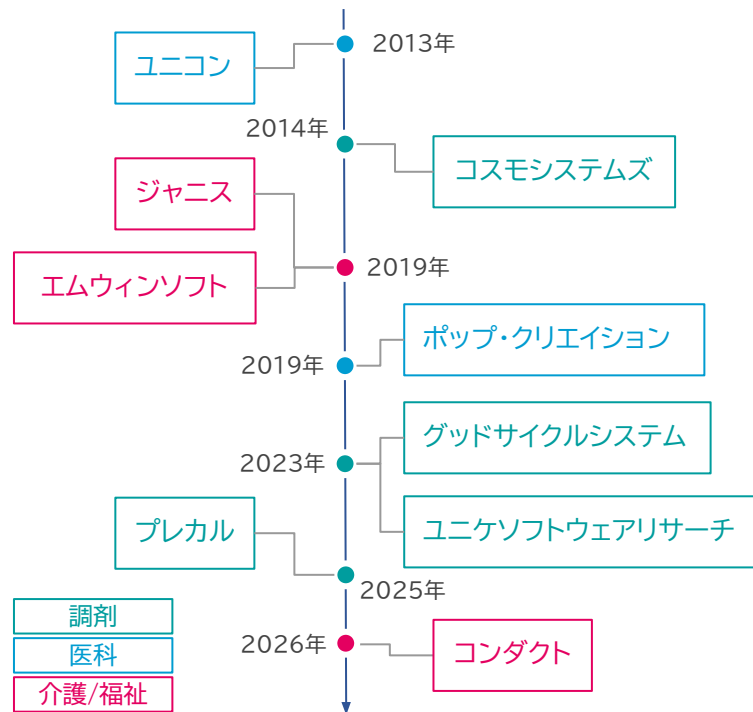 2013年
ユニコン
2014年
コスモシステムズ
ジャニス
エムウィンソフト
2019年
ポップ・クリエイション
2019年
グッドサイクルシステム
2023年
ユニケソフトウェアリサーチ
プレカル
2025年
調剤
医科
介護/福祉
2026年
コンダクト